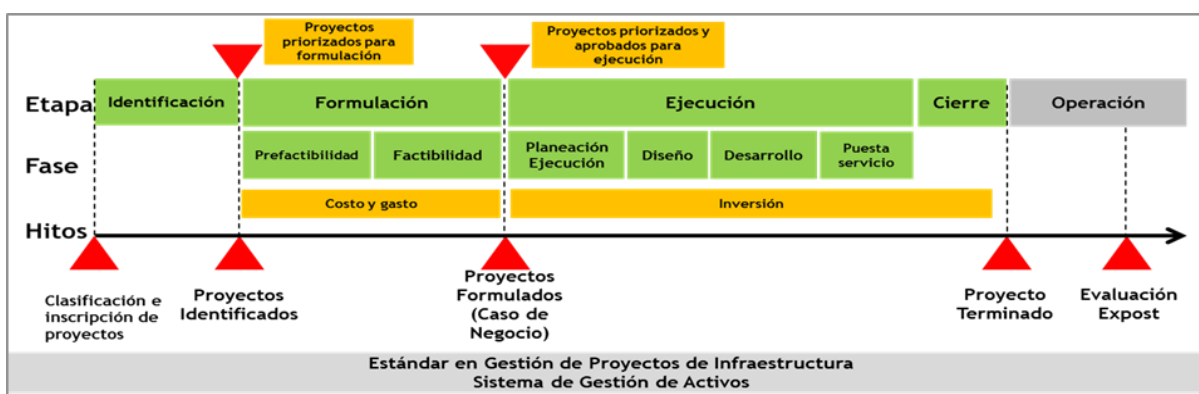 Proyectos
priorizados para
formulación
Proyectos priorizados y
aprobados para
ejecución
Etapa
Identificación
Formulación
Ejecución
Cierre
Operación
Fase
Prefactibilidad
Factibilidad
Planeación
Ejecución
Diseño
Desarrollo
Puesta
servicio
Costo y gasto
Inversión
Hitos
Clasificación e
inscripción de
proyectos
Proyectos
Identificados
Proyectos
Formulados
(Caso de
Negocio)
Proyecto
Terminado
Evaluación
Expost
Estándar en Gestión de Proyectos de Infraestructura
Sistema de Gestión de Activos